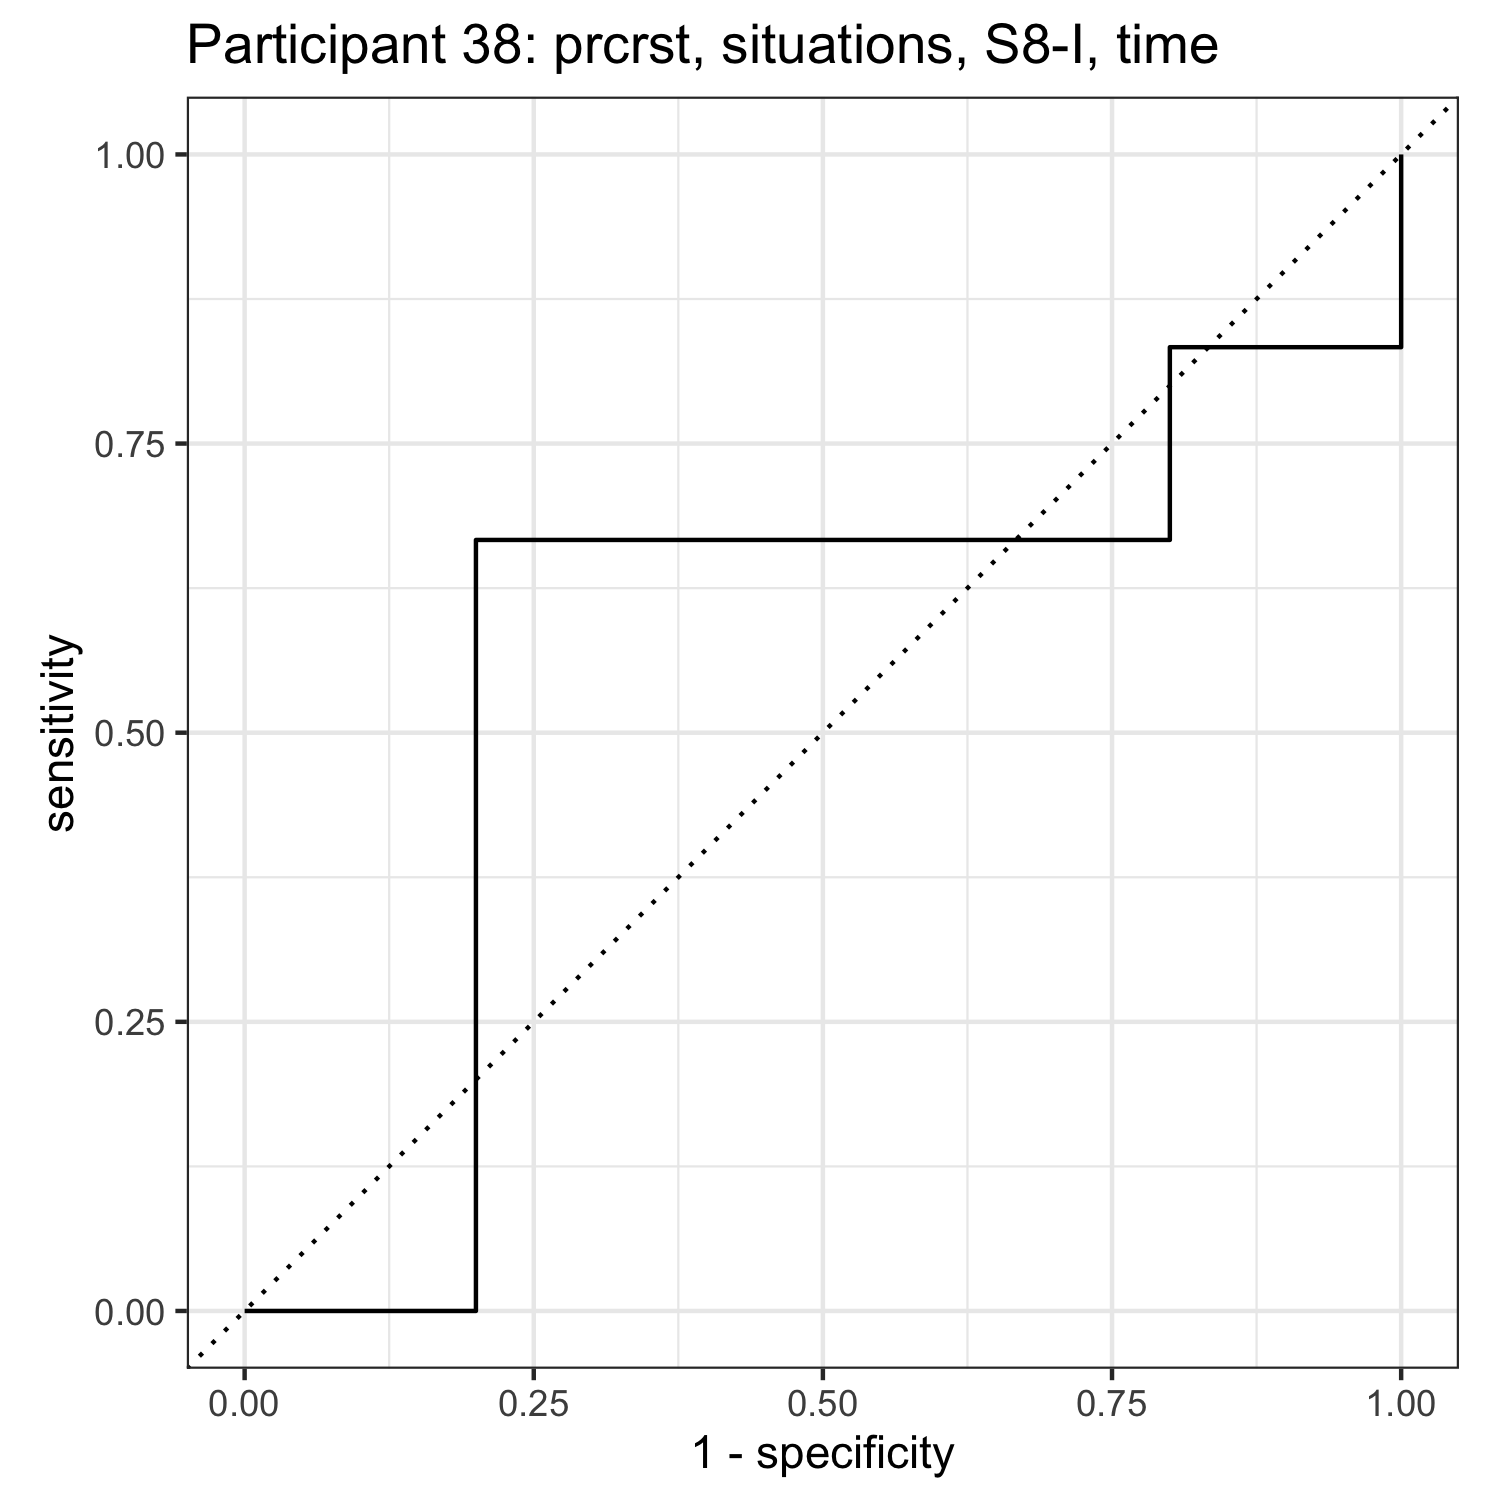 Participant 38: prcrst, situations, S8-I, time
1.00
0.75
0.50
0.25
0.00
sensitivity
0.00 0.25 0.50 0.75 1.00
1 - specificity